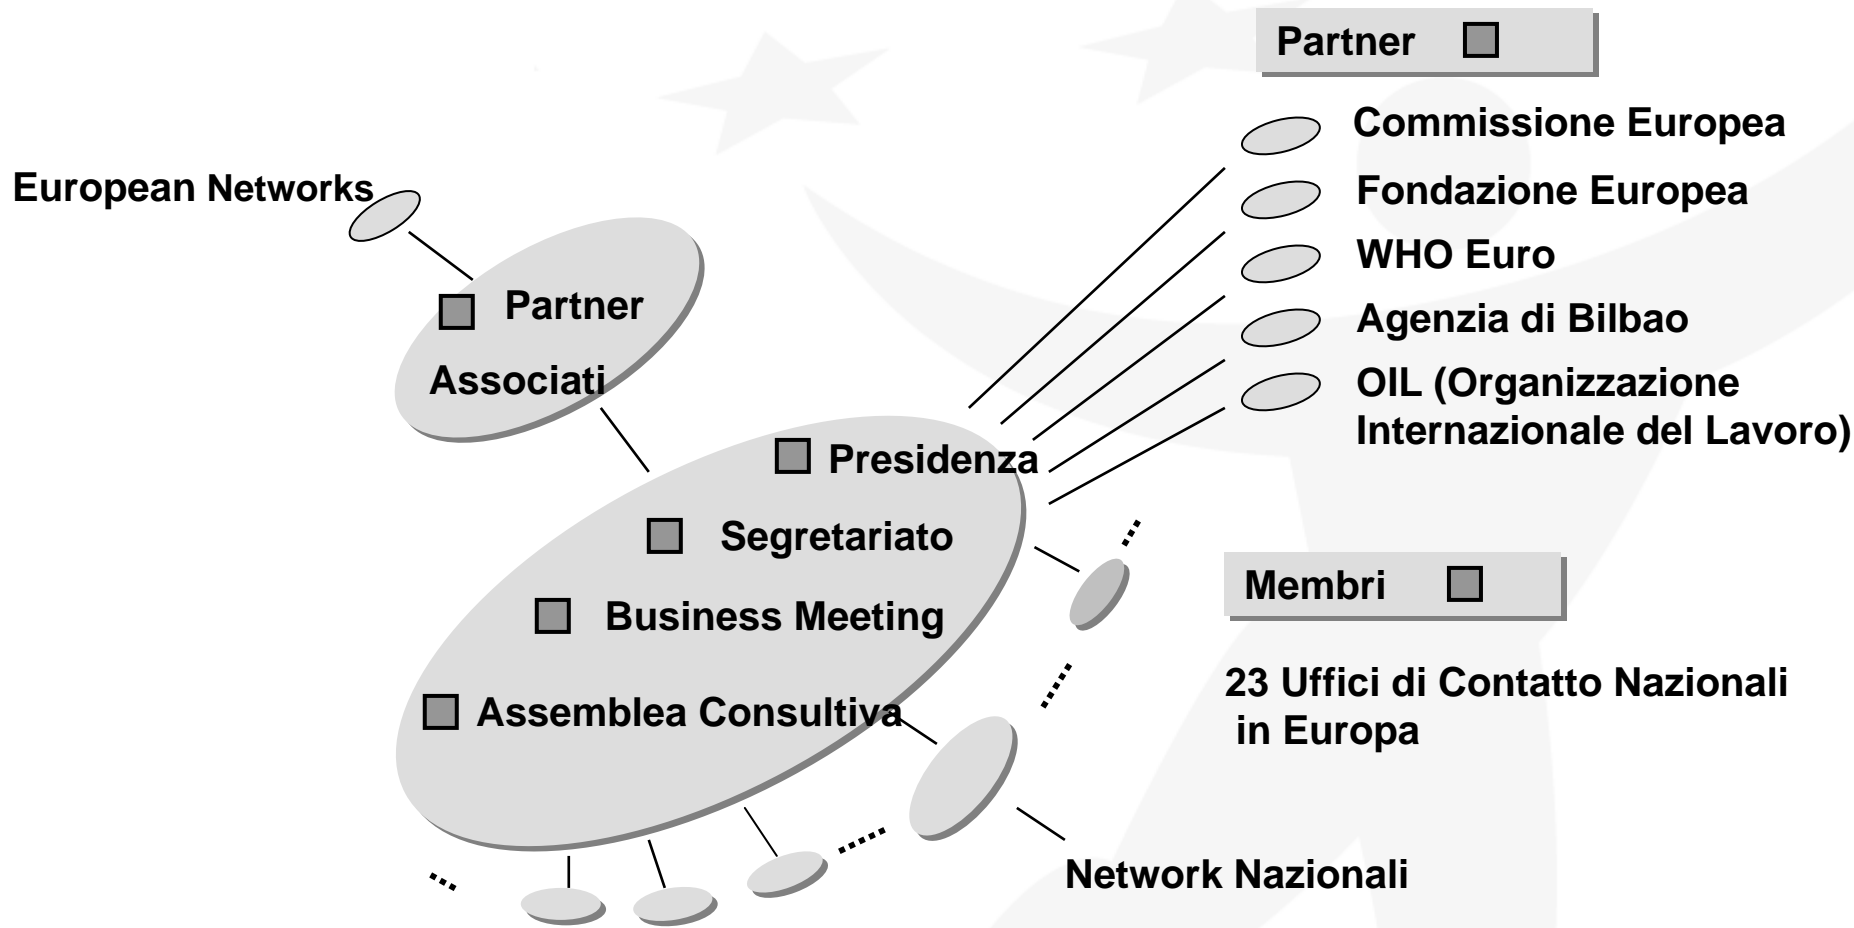 Partner
Commissione Europea
Fondazione Europea
WHO Euro
Agenzia di Bilbao
OIL (Organizzazione
Internazionale del Lavoro)
European Networks
Partner
Associati
Presidenza
Segretariato
Business Meeting
Assemblea Consultiva
Membri
23 Uffici di Contatto Nazionali
in Europa
Network Nazionali